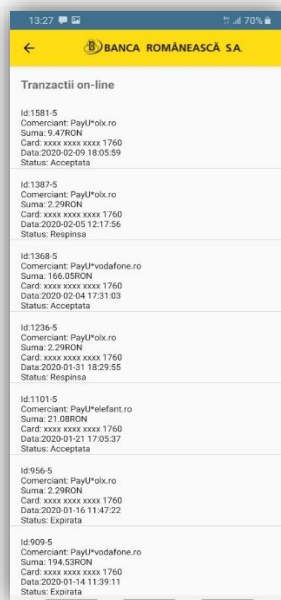 13:27
70%
BANCA ROMÂNEASCĂ S.A.
Tranzactii on-line
Id:1581-5
Comerciant: PayU*olx.ro
Suma: 9.47RON
Card: xxxx xxxx xxxx 1760
Data:2020-02-09 18:05:59
Status: Acceptata
Id:1387-5
Comerciant: PayU*olx.ro
Suma: 2.29RON
Card: xxxx xxxx xxxx 1760
Data:2020-02-05 12:17:56
Status: Respinsa
Id:1368-5
Comerciant: PayU*vodafone.ro
Suma: 166.05RON
Card: xxxx xxxx xxxx 1760
Data:2020-02-04 17:31:03
Status: Acceptata
Id:1236-5
Comerciant: PayU*olx.ro
Suma: 2.29RON
Card: xxxx xxxx xxxx 1760
Data:2020-01-31 18:29:55
Status: Respinsa
Id:1101-5
Comerciant: PayU*elefant.ro
Suma: 21.08RON
Card: xxxx xxxx xxxx 1760
Data:2020-01-21 17:05:37
Status: Acceptata
Id:956-5
Comerciant: PayU*olx.ro
Suma: 2.29RON
Card: xxxx xxxx xxxx 1760
Data:2020-01-16 11:47:22
Status: Expirata
Id:909-5
Comerciant: PayU*vodafone.ro
Suma: 194.53RON
Card: xxxx xxxx xxxx 1760
Data:2020-01-14 11:39:11
Status: Expirata